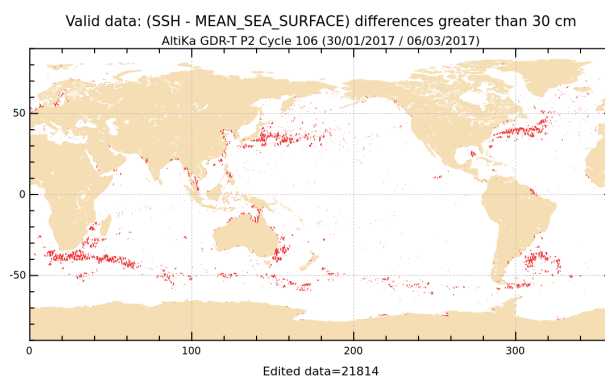 Valid data: (SSH - MEAN_SEA_SURFACE) differences greater than 30 cm
AltiKa GDR-T P2 Cycle 106 (30/01/2017 / 06/03/2017)
50
0
-50
0 100 200 300
Edited data=21814